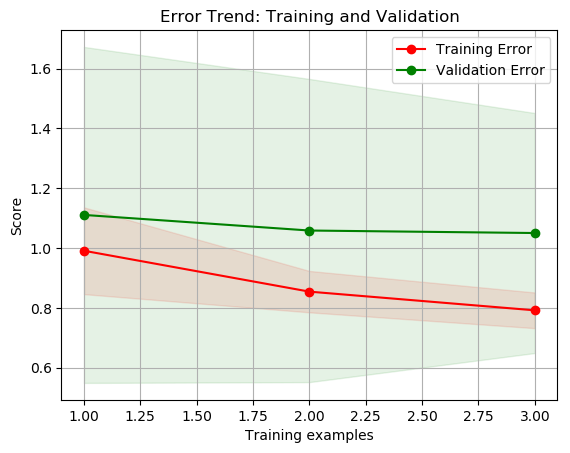 Error Trend: Training and Validation
Training Error
Validation Error
Score
1.6
1.4
1.2
1.0
0.8
0.6
1.00 1.25 1.50 1.75 2.00 2.25 2.50 2.75 3.00
Training examples